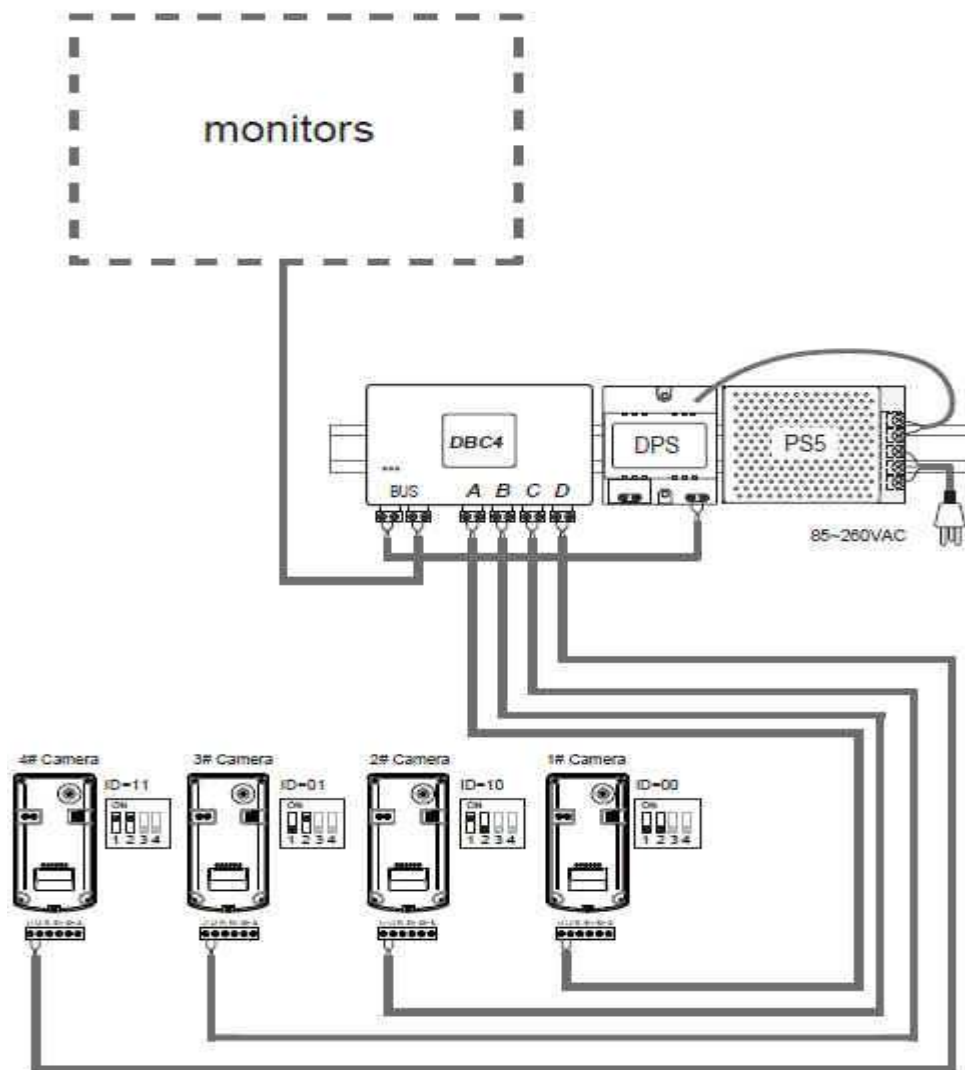 monitors
DBC4
DPS
PS5
BUS A B C D
85~260VAC
4# Camera
3# Camera
2# Camera
1# Camera
ID=11
ID=01
ID=10
ID=00
ON
ON
ON
ON
1 2 3 4
1 2 3 4
1 2 3 4
1 2 3 4